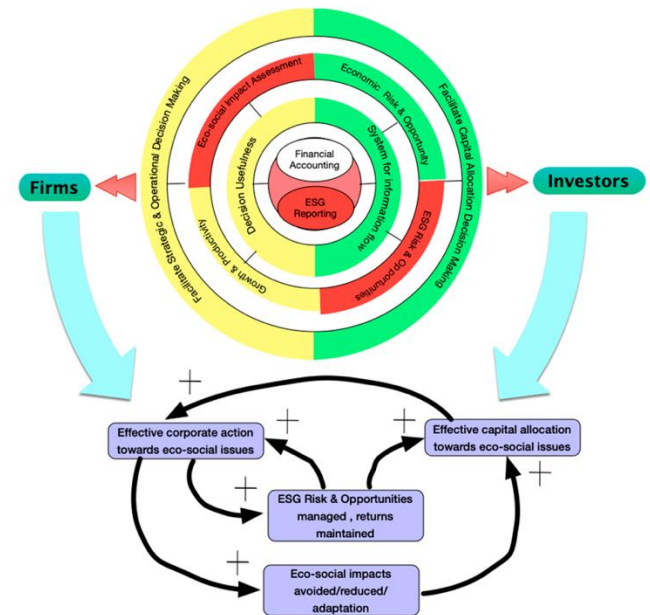 Facilitate Strategic & Operational Decision Making
Facilitate Capital Allocation Decision Making
Eco-social Impact Assessment
Economic Risk & Opportunity
Growth & Productivity
ESG Risk & Opportunities
Decision Usefulness
System for information flow
Financial
Accounting
ESG
Reporting
Firms
Investors
+
+
+
+
+
+
Effective corporate action
towards eco-social issues
Effective capital allocation
towards eco-social issues
ESG Risk & Opportunities
managed , returns
maintained
Eco-social impacts
avoided/reduced/
adaptation